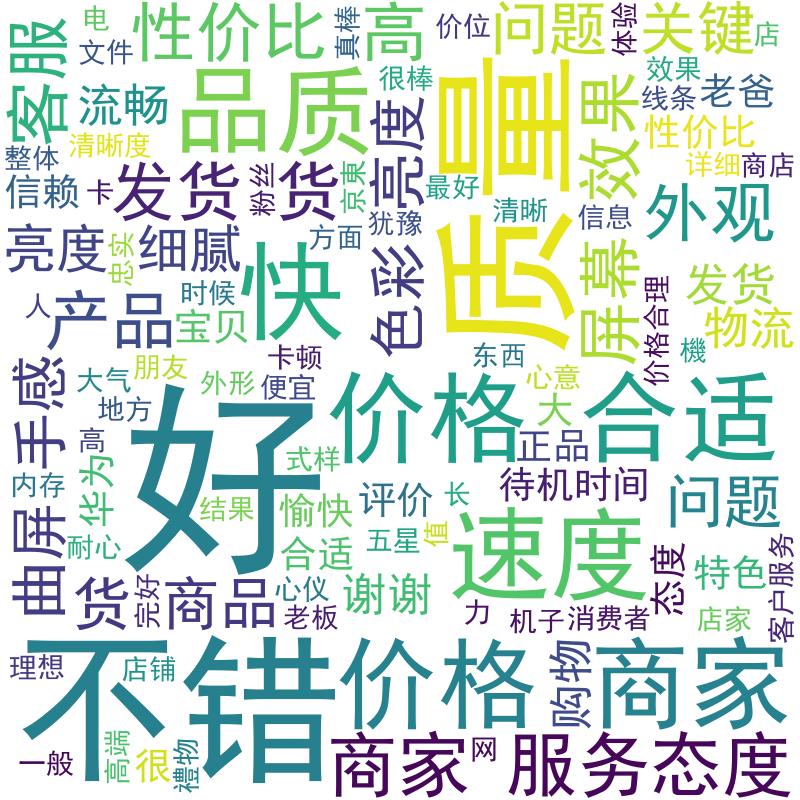 电
文件
性价比
真棒
高
价位
问题
体验
关键
店
客服
流畅
品质
很棒
亮度
质量
效果
效果
线条
老爸
清晰度
性价比
整体
信赖
卡
发货
粉丝
货
京東
最好
详细
商店
犹豫
清晰
信息
外观
亮度
忠实
细腻
方面
快
色彩
屏幕
发货
人
产品
时候
宝贝
价格合理
物流
機
手感
大气
朋友
外形
卡顿
便宜
东西
心意
地方
好
价格
合适
大
高
正品
内存
华为
式样
结果
愉快
评价
长
待机时间
问题
曲屏
耐心
合适
五星
值
速度
态度
特色
客户服务
货
完好
商品
心仪
老板
谢谢
力
机子
消费者
店家
理想
店铺
不错
价格
购物
商家
一般
高端
很
禮物
商家
网
服务态度